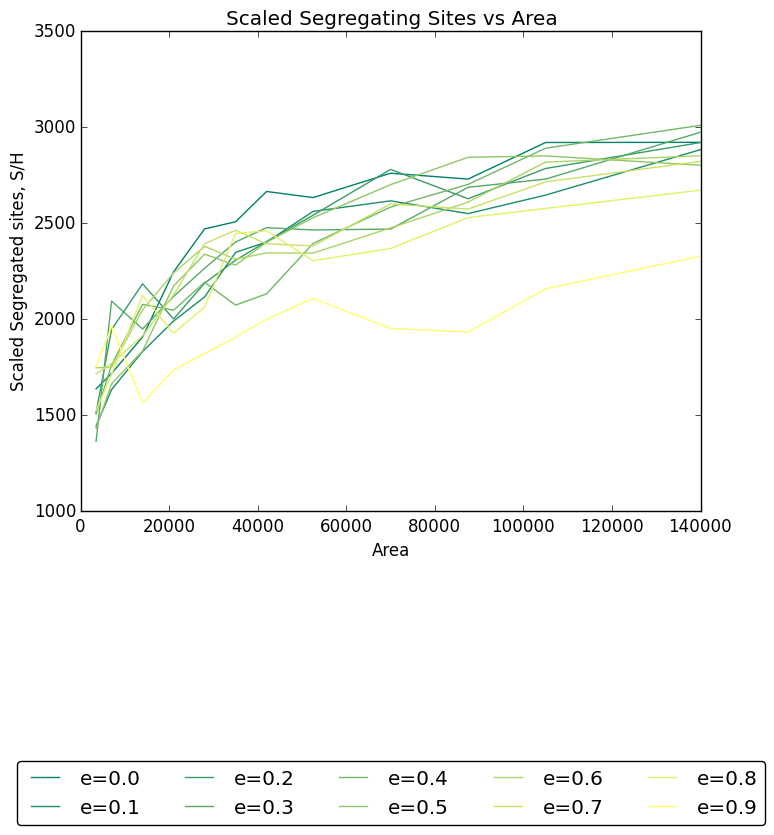 Scaled Segregating Sites vs Area
3500
3000
2500
2000
1500
1000
Scaled Segregated sites, S/H
0 20000 40000 60000 80000 100000 120000 140000
Area
e=0.0 e=0.2 e=0.4 e=0.6 e=0.8
e=0.1 e=0.3 e=0.5 e=0.7 e=0.9